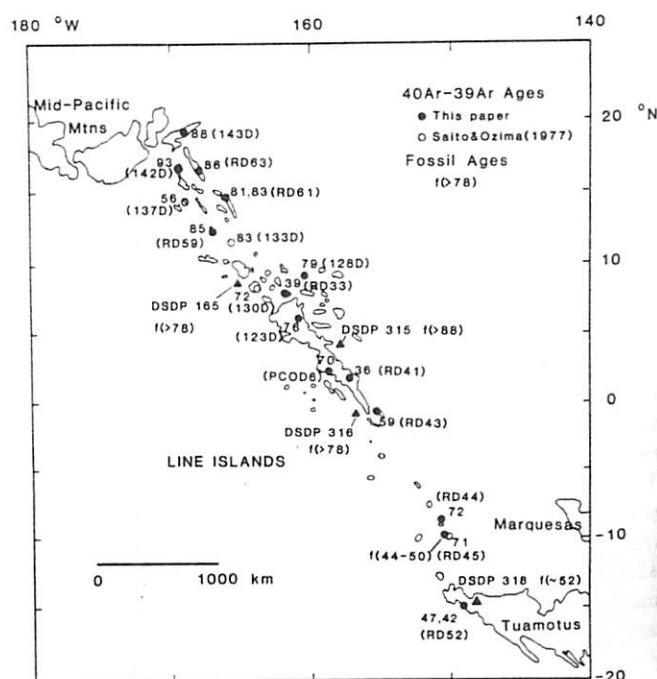 180 °W 160 140
Mid-Pacific
Mtns
40Ar-39Ar Ages
● This paper
○ Saito&Ozima(1977)
Fossil Ages
f(>78)
°N
20
88 (143D)
93
(142D)
86 (RD63)
81,83 (RD61)
56
(137D)
85
(RD59)
83 (133D)
10
79 (128D)
39 (RD33)
DSDP 165
f(>78)
72
(130D)
76
(123D)
DSDP 315 f(>88)
70
(PCOD6)
36 (RD41)
0
59 (RD43)
DSDP 316
f(>78)
LINE ISLANDS
(RD44)
72
Marquesas
71
f(44-50) (RD45)
-10
0 1000 km
DSDP 318 f(~52)
47,42
(RD52)
Tuamotus
-20